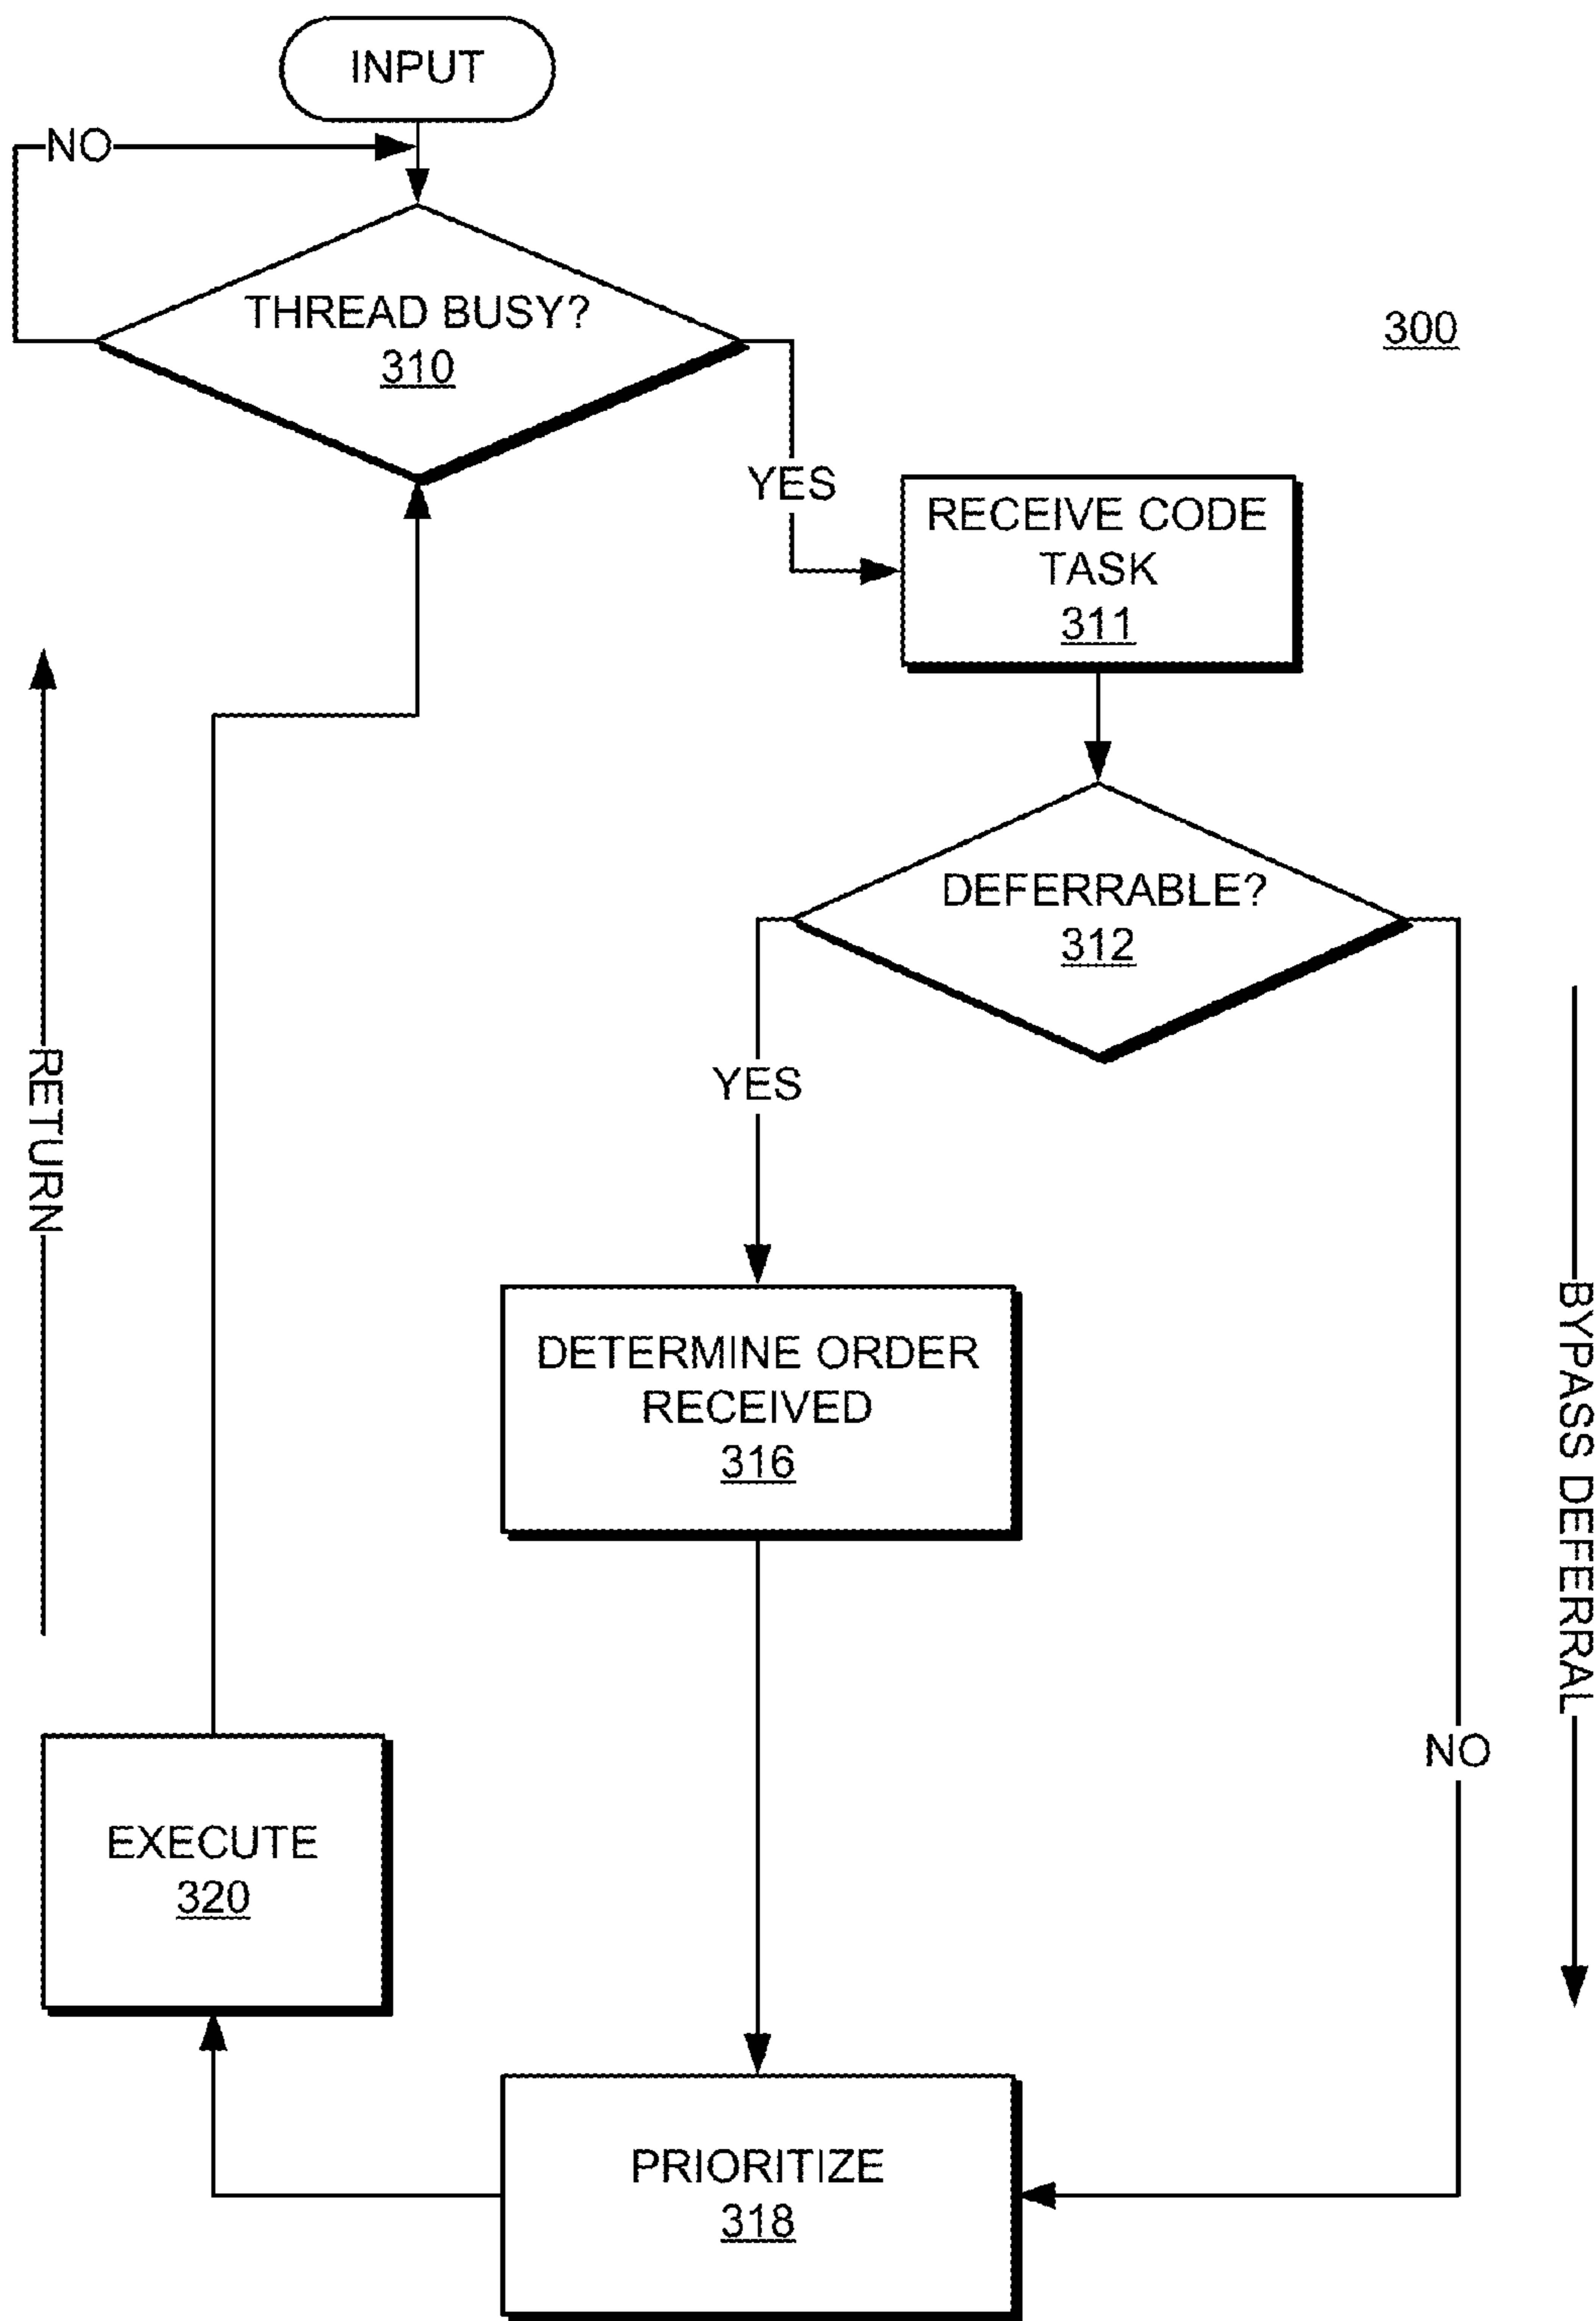 INPUT
NO
THREAD BUSY?
310
300
YES
RECEIVE CODE
TASK
311
DEFERRABLE?
312
YES
RETURN
DETERMINE ORDER
RECEIVED
316
BYPASS DEFERRAL
NO
EXECUTE
320
PRIORITIZE
318